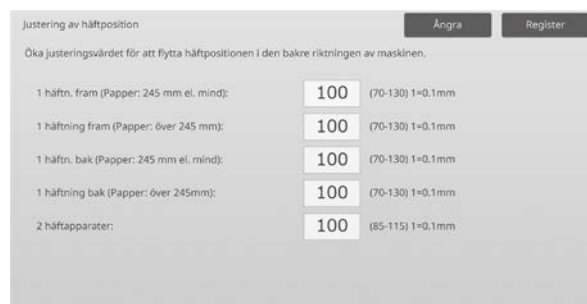 Justering av häftposition
Ångra
Register
Öka justeringsvärdet för att flytta häftpositionen i den bakre riktningen av maskinen.
1 häftn. fram (Papper: 245 mm el. mind):
100
(70-130) 1=0.1mm
1 häftning fram (Papper: över 245 mm):
100
(70-130) 1=0.1mm
1 häftn. bak (Papper: 245 mm el. mind):
100
(70-130) 1=0.1mm
1 häftning bak (Papper: över 245mm):
100
(70-130) 1=0.1mm
2 häftapparater:
100
(85-115) 1=0.1mm